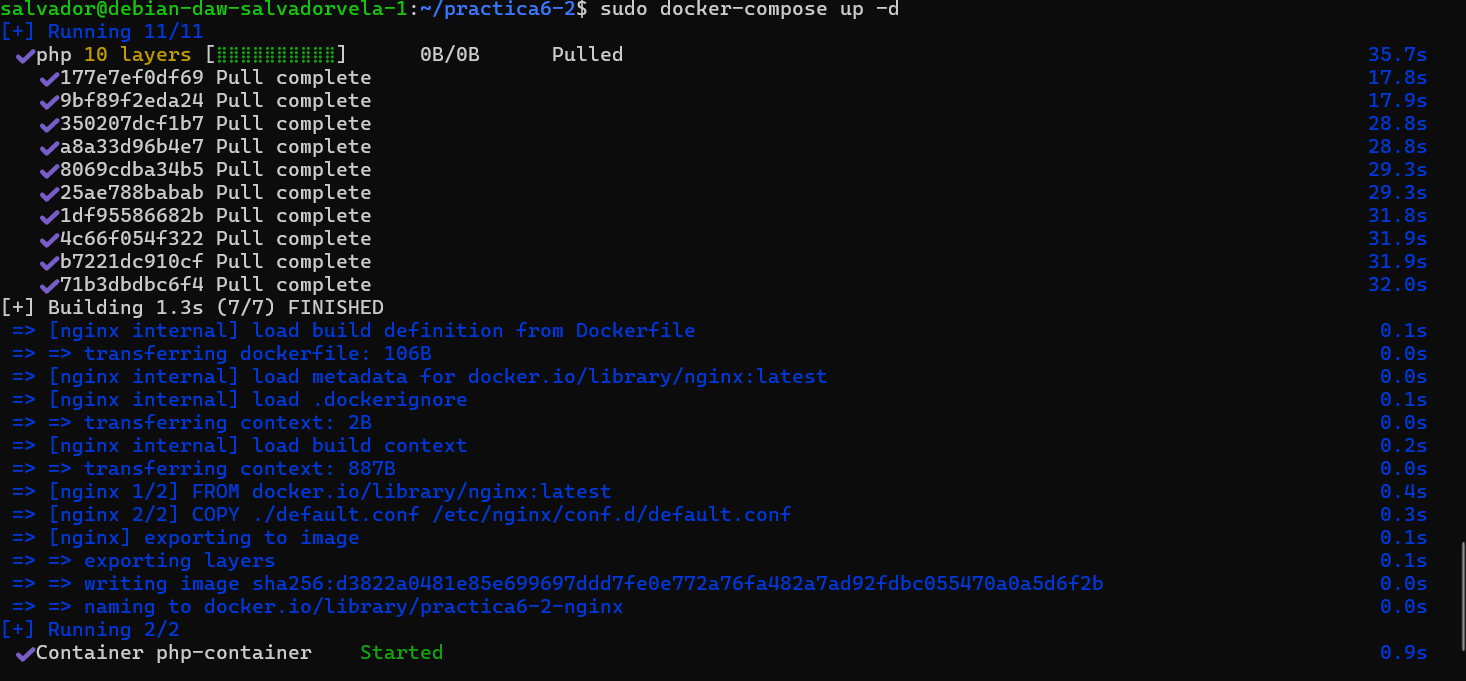 salvador@debian-daw-salvadorvela-1:~/practica6-2$ sudo docker-compose up -d
[+] Running 11/11
✔php 10 layers [⣿⣿⣿⣿⣿⣿⣿⣿⣿⣿] 0B/0B Pulled 35.7s
✔177e7ef0df69 Pull complete 17.8s
✔9bf89f2eda24 Pull complete 17.9s
✔350207dcf1b7 Pull complete 28.8s
✔a8a33d96b4e7 Pull complete 28.8s
✔8069cdba34b5 Pull complete 29.3s
✔25ae788babab Pull complete 29.3s
✔1df95586682b Pull complete 31.8s
✔4c66f054f322 Pull complete 31.9s
✔b7221dc910cf Pull complete 31.9s
✔71b3dbdbc6f4 Pull complete 32.0s
[+] Building 1.3s (7/7) FINISHED
=> [nginx internal] load build definition from Dockerfile 0.1s
=> => transferring dockerfile: 106B 0.0s
=> [nginx internal] load metadata for docker.io/library/nginx:latest 0.0s
=> [nginx internal] load .dockerignore 0.1s
=> => transferring context: 2B 0.0s
=> [nginx internal] load build context 0.2s
=> => transferring context: 887B 0.0s
=> [nginx 1/2] FROM docker.io/library/nginx:latest 0.4s
=> [nginx 2/2] COPY ./default.conf /etc/nginx/conf.d/default.conf 0.3s
=> [nginx] exporting to image 0.1s
=> => exporting layers 0.1s
=> => writing image sha256:d3822a0481e85e699697ddd7fe0e772a76fa482a7ad92fdbc055470a0a5d6f2b 0.0s
=> => naming to docker.io/library/practica6-2-nginx 0.0s
[+] Running 2/2
✔Container php-container Started 0.9s